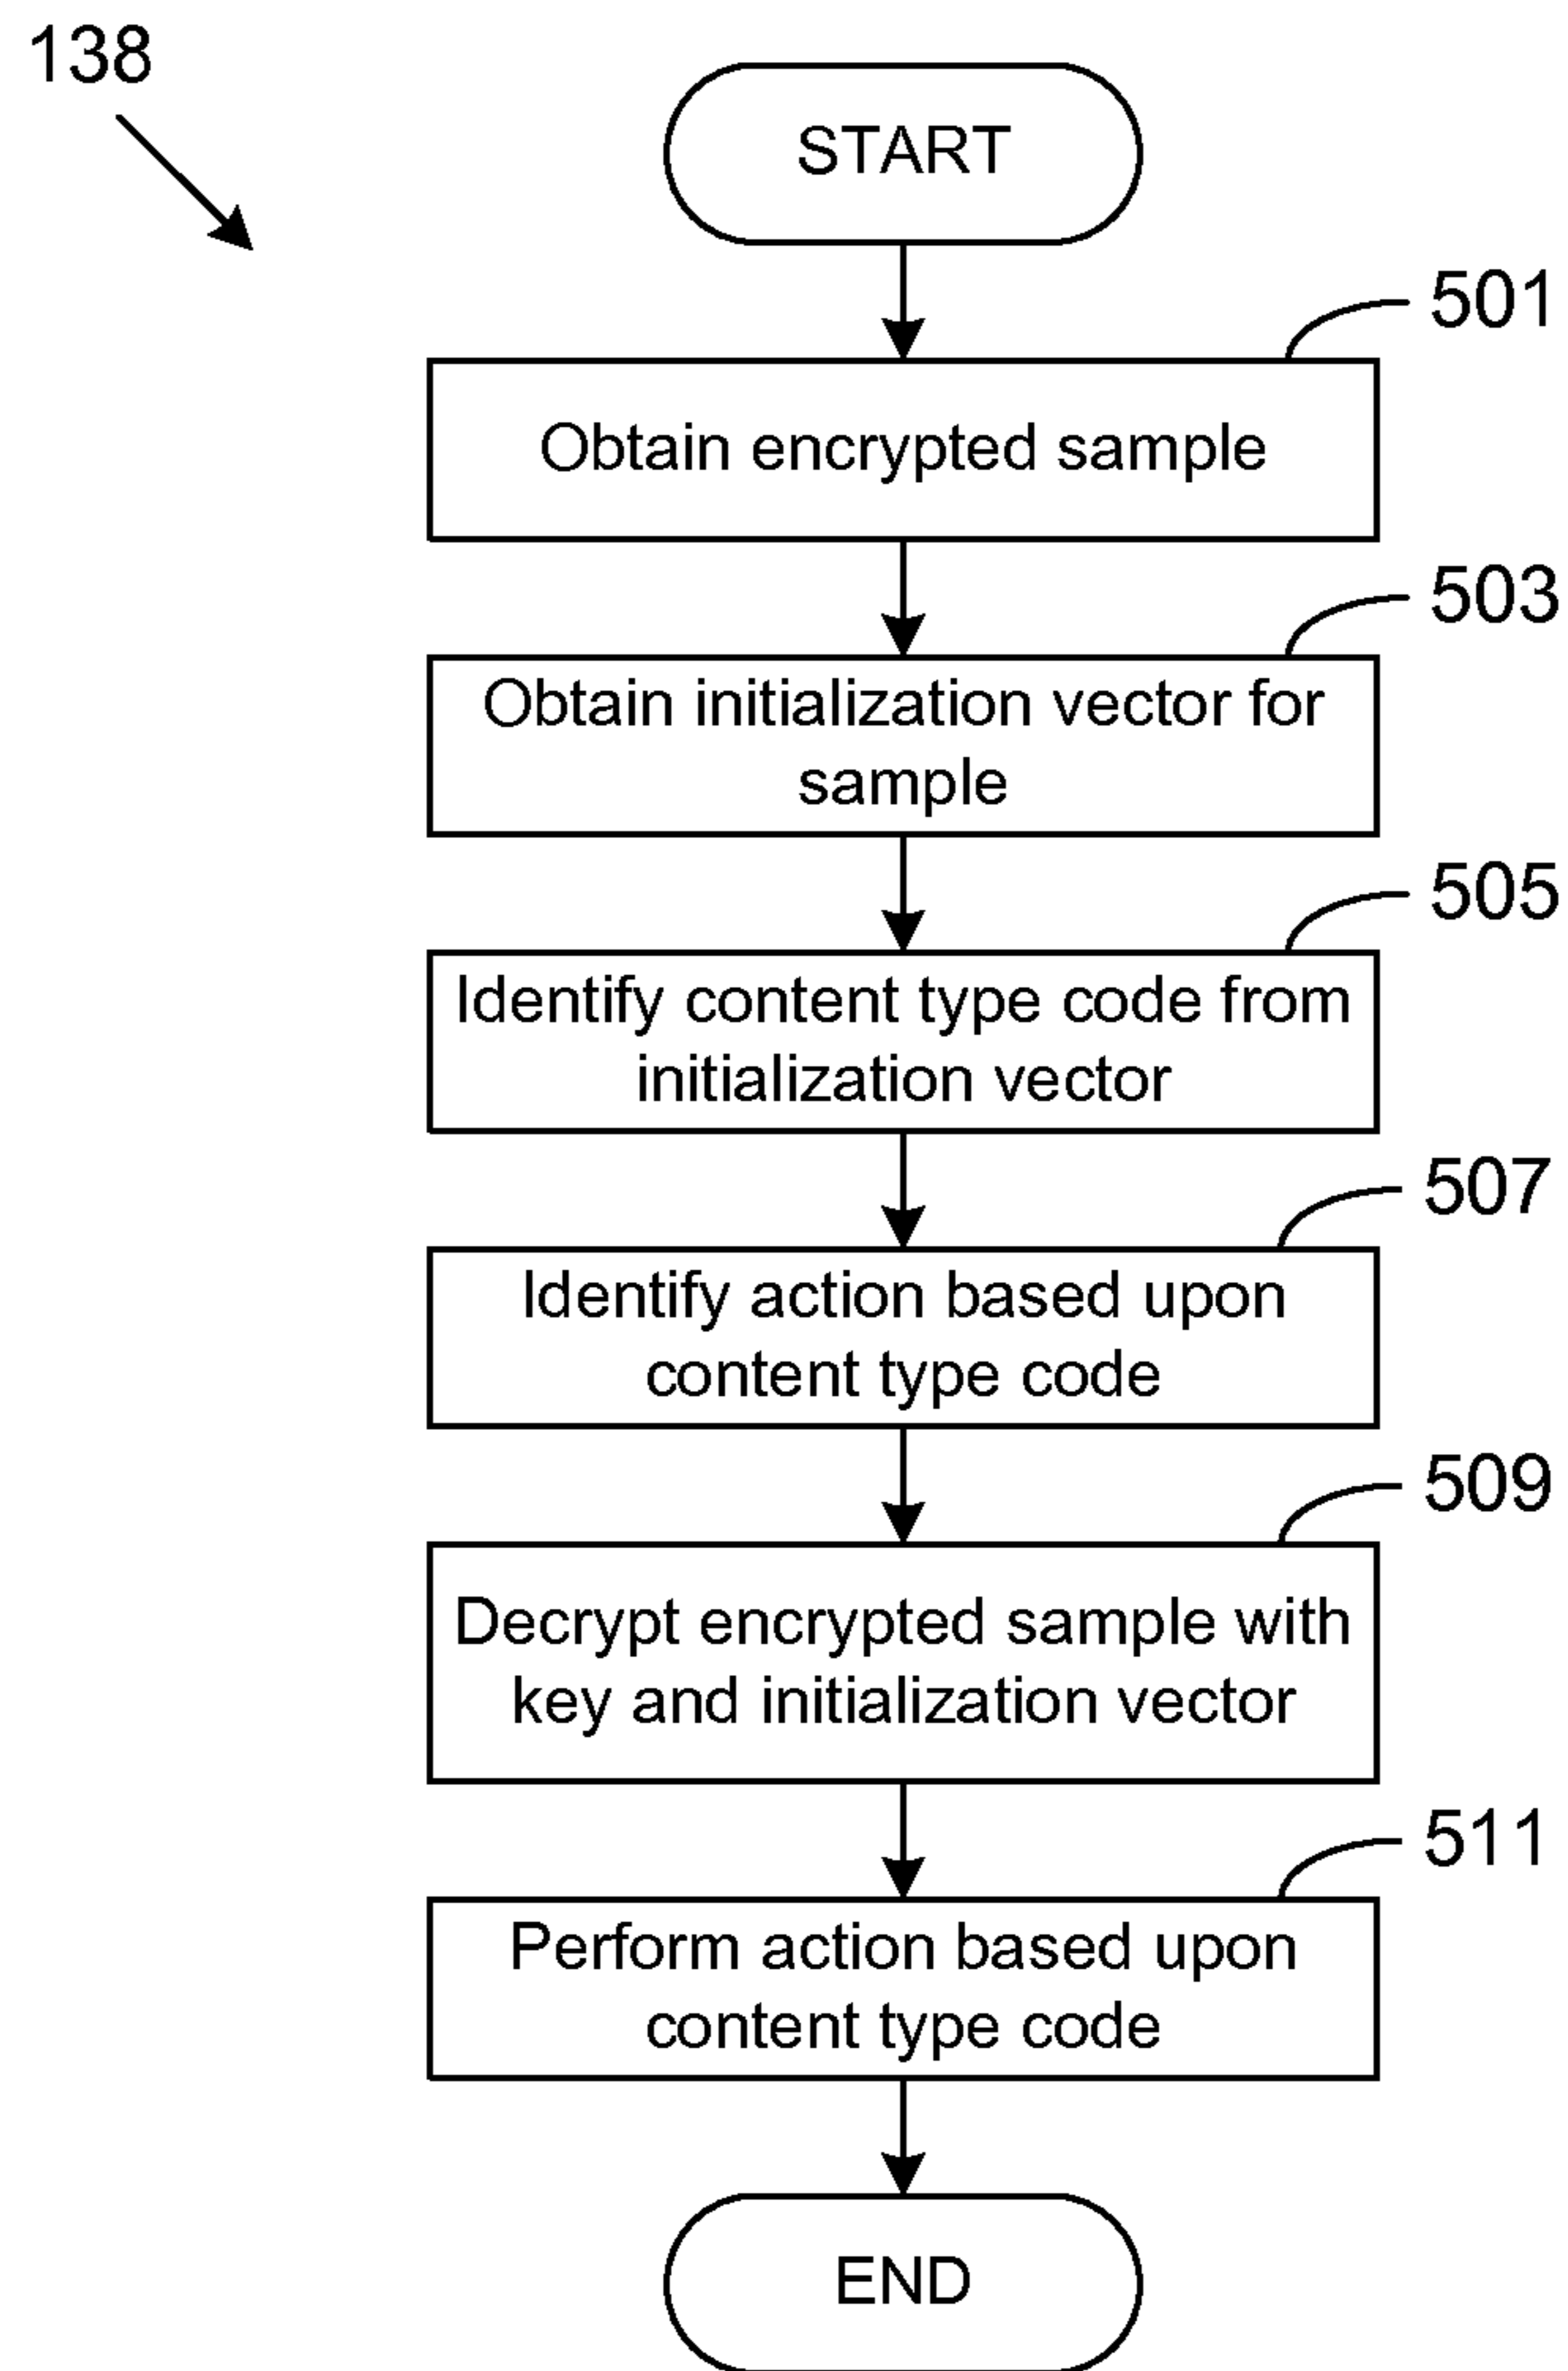 138
START
501
Obtain encrypted sample
503
Obtain initialization vector for
sample
505
Identify content type code from
initialization vector
507
Identify action based upon
content type code
509
Decrypt encrypted sample with
key and initialization vector
511
Perform action based upon
content type code
END